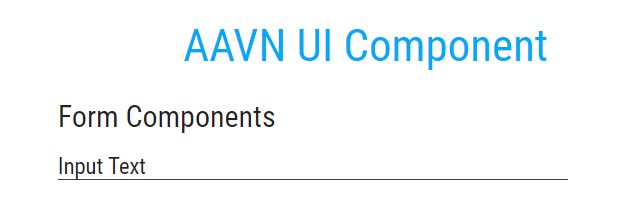 AAVN UI Component
Form Components
Input Text